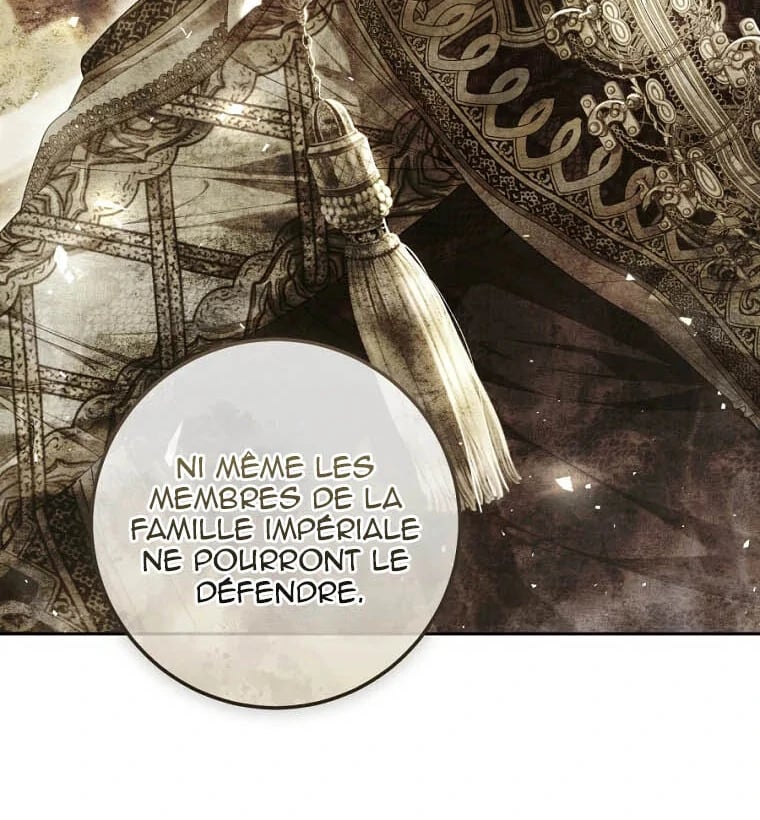 NI MÊME LES
MEMBRES DE LA
FAMILLE IMPÉRIALE
NE POURRONT LE
DÉFENDRE.